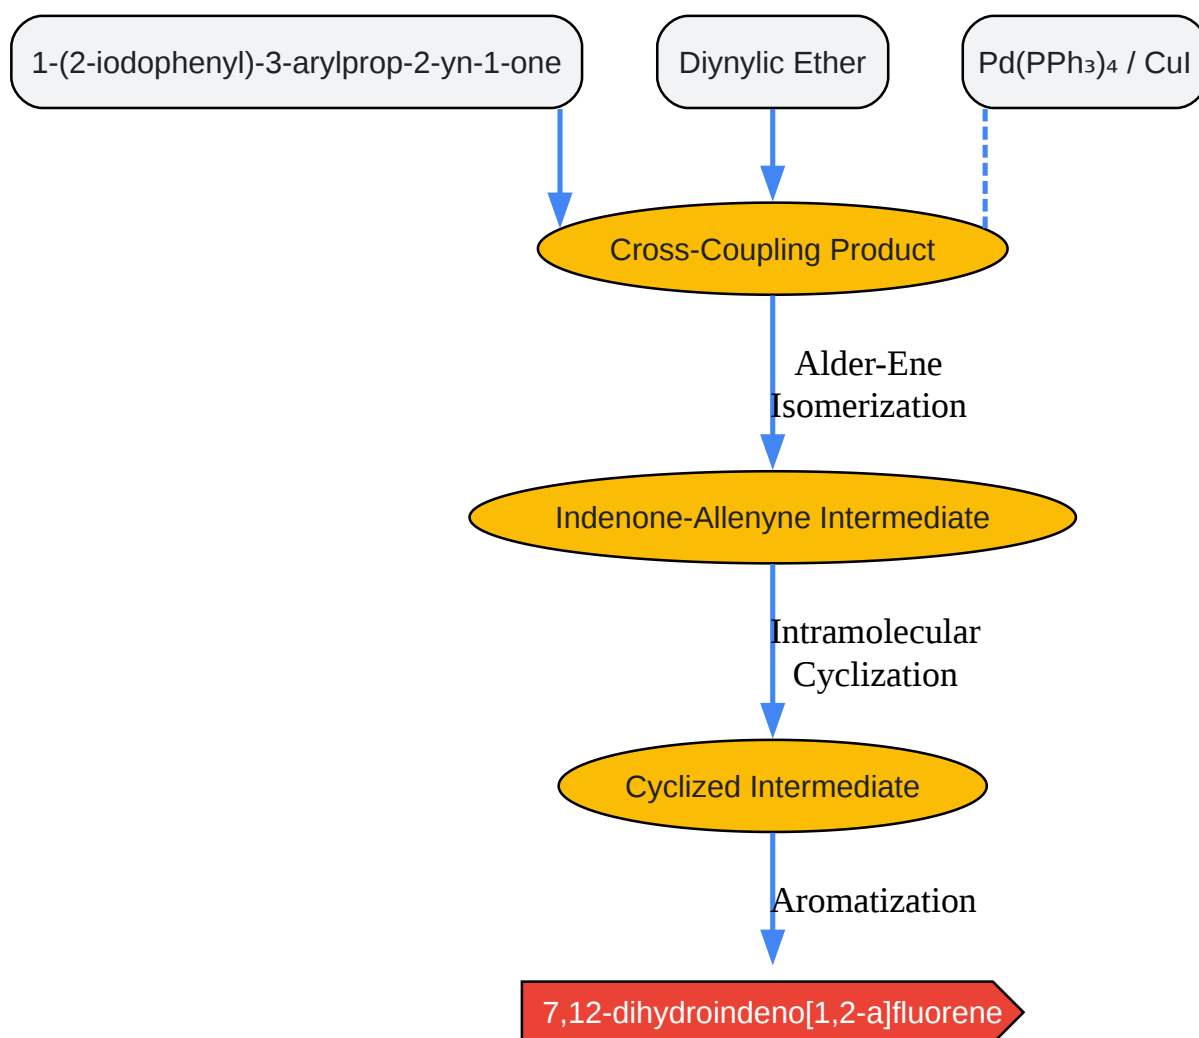 1-(2-iodophenyl)-3-arylprop-2-yn-1-one
Diynylic Ether
Pd(PPh₃)₄ / CuI
Cross-Coupling Product
Alder-Ene
Isomerization
Indenone-Allenyne Intermediate
Intramolecular
Cyclization
Cyclized Intermediate
Aromatization
7,12-dihydroindeno[1,2-a]fluorene